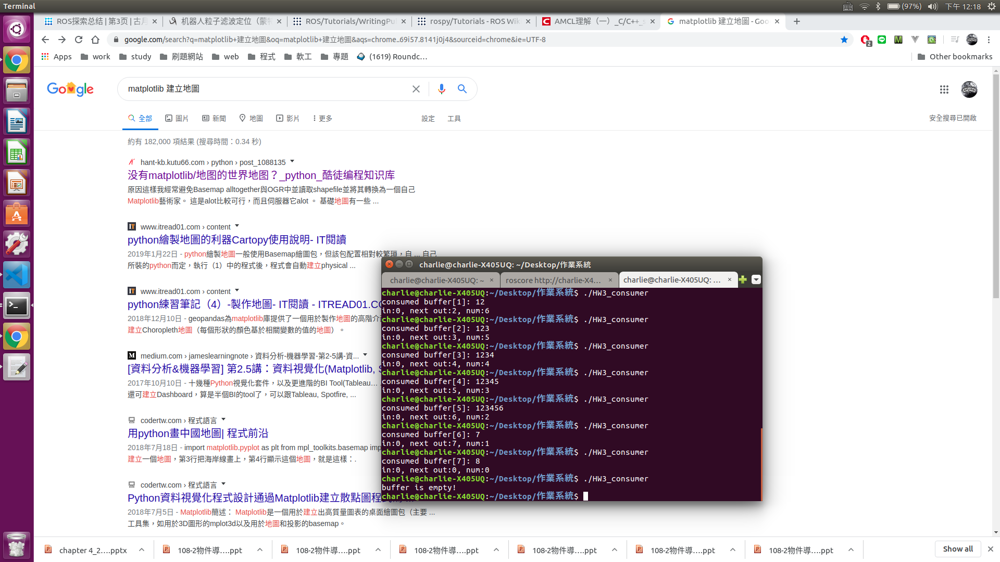 Terminal
(97%)
下午 12:18
ROS探索总结 | 第3页 | 古月
机器人粒子滤波定位（蒙特
ROS/Tutorials/WritingPu
rospy/Tutorials - ROS Wik
AMCL理解（一）_C/C++_s
matplotlib 建立地圖 - Goo
google.com/search?q=matplotlib+建立地圖&oq=matplotlib+建立地圖&aqs=chrome..69i57.8141j0j4&sourceid=chrome&ie=UTF-8
2
Apps
work
study
刷題網站
web
程式
軟工
專題
(1619) Roundc…
Other bookmarks
Google
matplotlib 建立地圖
全部
圖片
新聞
地圖
影片
更多
設定
工具
安全搜尋已開啟
約有 182,000 項結果 (搜尋時間：0.34 秒)
hant-kb.kutu66.com › python › post_1088135
没有matplotlib/地图的世界地图？_python_酷徒编程知识库
原因這樣我經常避免Basemap alltogether與OGR中並讀取shapefile並將其轉換為一個自己
Matplotlib藝術家。 這是alot比較可行，而且伺服器它alot 。 基礎地圖有一些 ...
www.itread01.com › content
python繪製地圖的利器Cartopy使用說明- IT閱讀
2019年1月22日 - python繪製地圖一般使用Basemap繪圖包，但該包配置相對較繁瑣，自 ... 自己
所裝的python而定，執行（1）中的程式後，程式會自動建立physical ...
www.itread01.com › content
python練習筆記（4）-製作地圖- IT閱讀 - ITREAD01.CO
2018年12月10日 - geopandas為matplotlib庫提供了一個用於製作地圖的高階介
建立Choropleth地圖（每個形狀的顏色基於相關變數的值的地圖）。
medium.com › jameslearningnote › 資料分析-機器學習-第2-5講-資...
[資料分析&機器學習] 第2.5講：資料視覺化(Matplotlib, S
2017年10月10日 - 十幾種Python視覺化套件，以及更進階的BI Tool(Tableau…
還可建立Dashboard，算是半個BI的tool了，可以跟Tableau, Spotfire, ...
codertw.com › 程式語言
用python畫中國地圖| 程式前沿
2018年7月18日 - import matplotlib.pyplot as plt from mpl_toolkits.basemap imp
建立一個地圖，第3行把海岸線畫上，第4行顯示這個地圖，就是這樣：.
codertw.com › 程式語言
Python資料視覺化程式設計通過Matplotlib建立散點圖程
2018年7月5日 - Matplotlib簡述： Matplotlib是一個用於建立出高質量圖表的桌面繪圖包（主要 ...
工具集，如用於3D圖形的mplot3d以及用於地圖和投影的basemap。
charlie@charlie-X405UQ: ~/Desktop/作業系統
charlie@charlie-X405UQ: ~
roscore http://charlie-X4...
charlie@charlie-X405UQ: ...
charlie@charlie-X405UQ:~/Desktop/作業系統$ ./HW3_consumer
consumed buffer[1]: 12
in:0, next out:2, num:6
charlie@charlie-X405UQ:~/Desktop/作業系統$ ./HW3_consumer
consumed buffer[2]: 123
in:0, next out:3, num:5
charlie@charlie-X405UQ:~/Desktop/作業系統$ ./HW3_consumer
consumed buffer[3]: 1234
in:0, next out:4, num:4
charlie@charlie-X405UQ:~/Desktop/作業系統$ ./HW3_consumer
consumed buffer[4]: 12345
in:0, next out:5, num:3
charlie@charlie-X405UQ:~/Desktop/作業系統$ ./HW3_consumer
consumed buffer[5]: 123456
in:0, next out:6, num:2
charlie@charlie-X405UQ:~/Desktop/作業系統$ ./HW3_consumer
consumed buffer[6]: 7
in:0, next out:7, num:1
charlie@charlie-X405UQ:~/Desktop/作業系統$ ./HW3_consumer
consumed buffer[7]: 8
in:0, next out:0, num:0
charlie@charlie-X405UQ:~/Desktop/作業系統$ ./HW3_consumer
buffer is empty!
charlie@charlie-X405UQ:~/Desktop/作業系統$
chapter 4_2….pptx
108-2物件導….ppt
108-2物件導….ppt
108-2物件導….ppt
108-2物件導….ppt
108-2物件導….ppt
108-2物件導….ppt
Show all